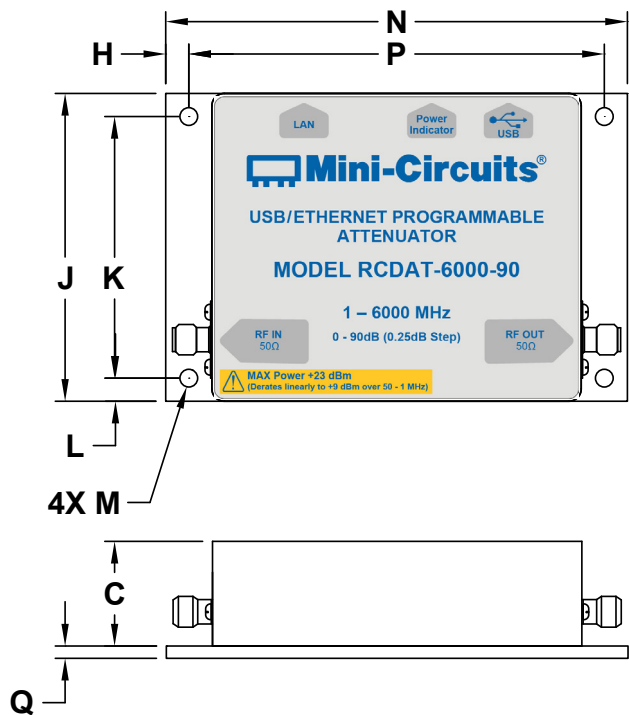 N
H
P
LAN
Power
Indicator
USB
Mini-Circuits®
USB/ETHERNET PROGRAMMABLE
ATTENUATOR
MODEL RCDAT-6000-90
J
K
1 – 6000 MHz
RF IN
50Ω
0 - 90dB (0.25dB Step)
RF OUT
50Ω
MAX Power +23 dBm
(Derates linearly to +9 dBm over 50 - 1 MHz)
L
4X M
C
Q